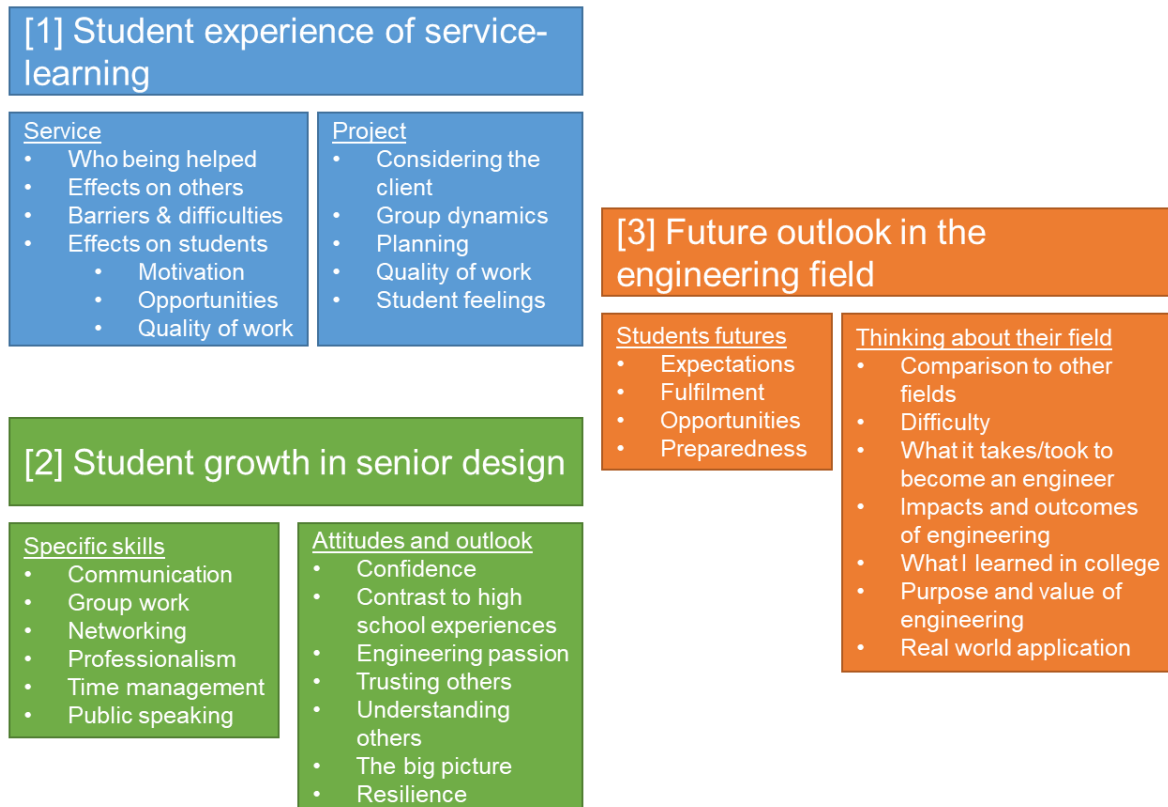 [1] Student experience of service-
learning
Service
• Who being helped
• Effects on others
• Barriers & difficulties
• Effects on students
• Motivation
• Opportunities
• Quality of work
Project
• Considering the
client
• Group dynamics
• Planning
• Quality of work
• Student feelings
[2] Student growth in senior design
Specific skills
• Communication
• Group work
• Networking
• Professionalism
• Time management
• Public speaking
Attitudes and outlook
• Confidence
• Contrast to high
school experiences
• Engineering passion
• Trusting others
• Understanding
others
• The big picture
• Resilience
[3] Future outlook in the
engineering field
Students futures
• Expectations
• Fulfilment
• Opportunities
• Preparedness
Thinking about their field
• Comparison to other
fields
• Difficulty
• What it takes/took to
become an engineer
• Impacts and outcomes
of engineering
• What I learned in college
• Purpose and value of
engineering
• Real world application